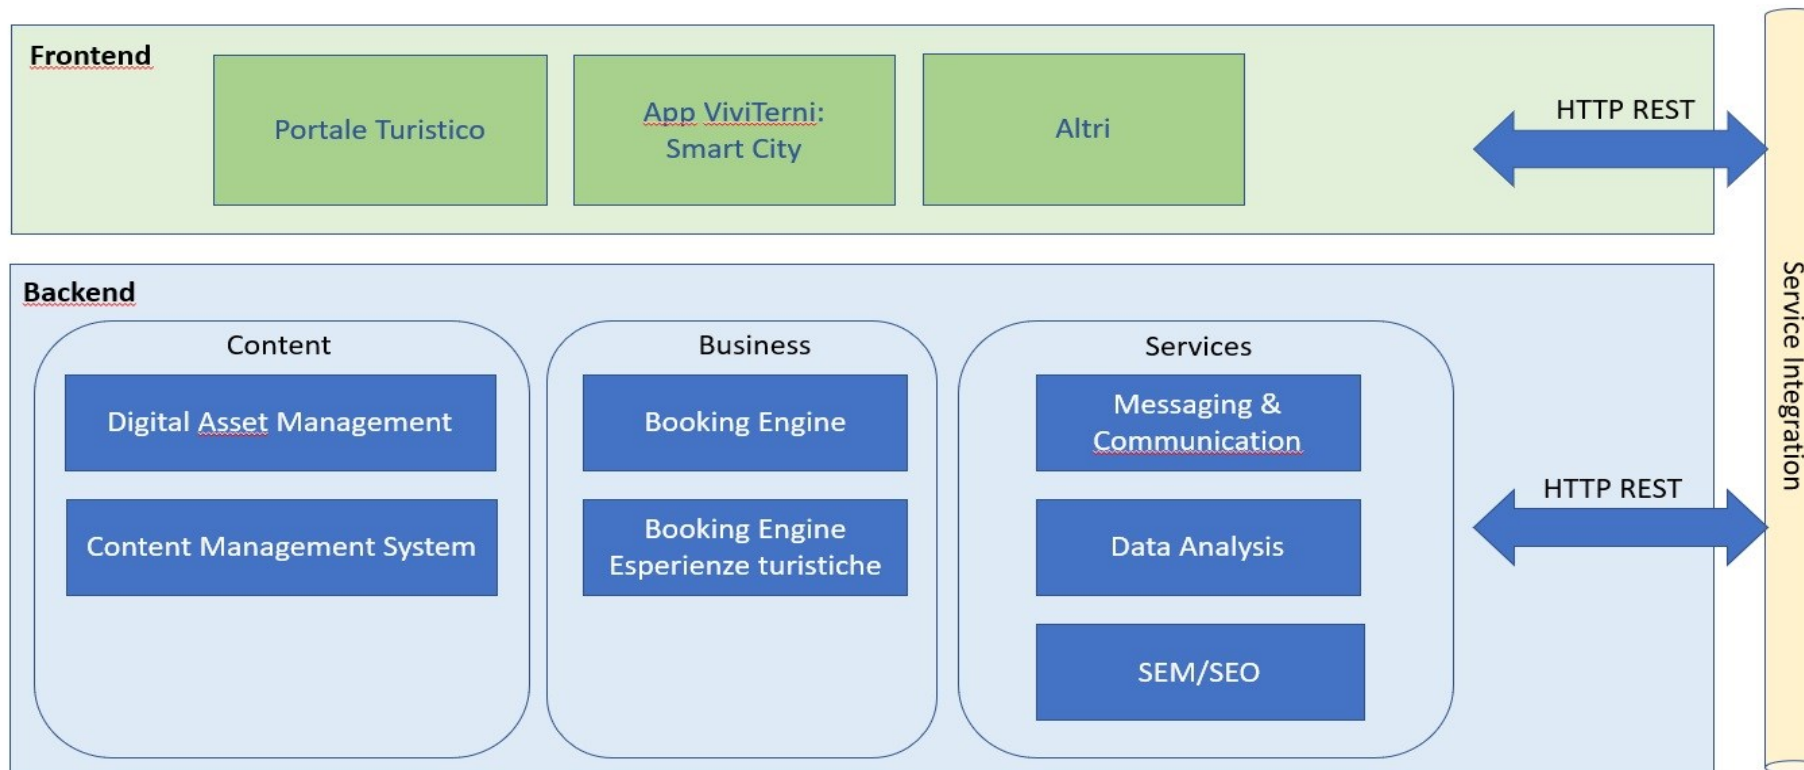 Frontend
Portale Turistico
App ViviTerni:
Smart City
Altri
HTTP REST
Service Integration
Backend
Content
Digital Asset Management
Content Management System
Business
Booking Engine
Booking Engine
Esperienze turistiche
Services
Messaging &
Communication
Data Analysis
SEM/SEO
HTTP REST